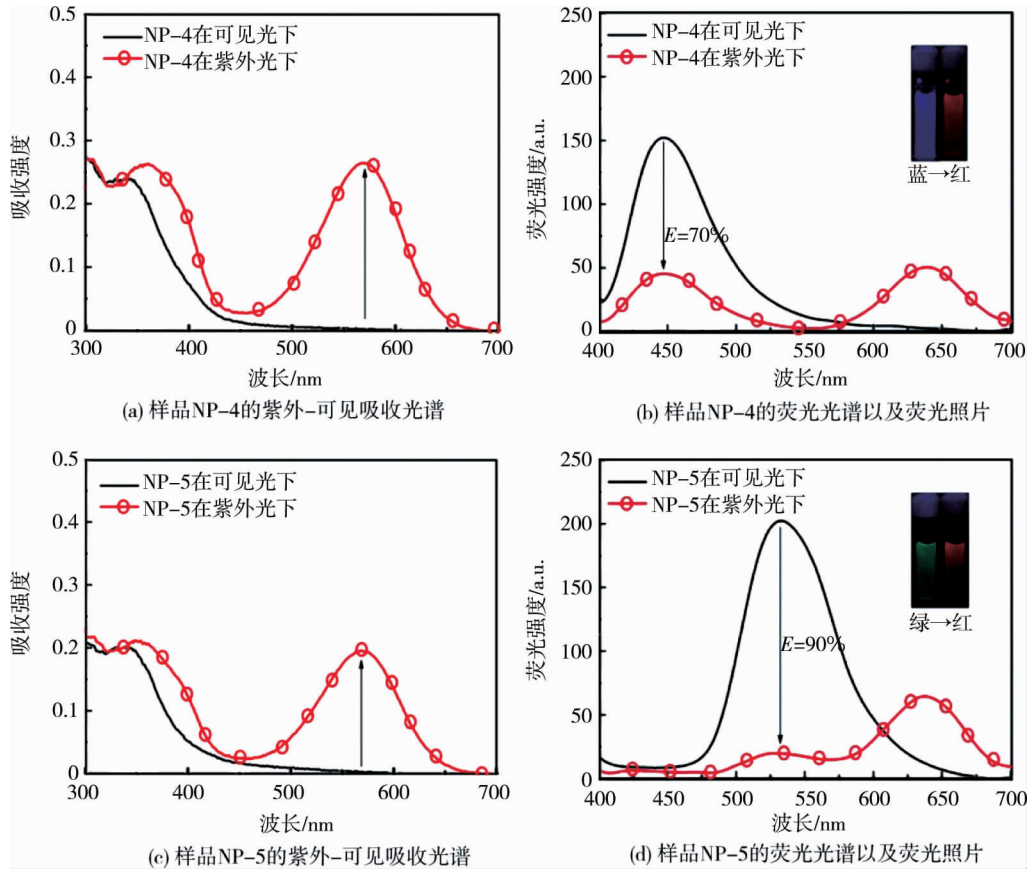 NP-4在可见光下
NP-4在紫外光下
吸收强度
0.5
0.4
0.3
0.2
0.1
0
300
400
500
600
700
波长/nm
(a) 样品NP-4的紫外-可见吸收光谱
NP-4在可见光下
NP-4在紫外光下
荧光强度/a.u.
250
200
150
100
50
0
蓝→红
E=70%
400
450
500
550
600
650
700
波长/nm
(b) 样品NP-4的荧光光谱以及荧光照片
NP-5在可见光下
NP-5在紫外光下
吸收强度
0.5
0.4
0.3
0.2
0.1
0
300
400
500
600
700
波长/nm
(c) 样品NP-5的紫外-可见吸收光谱
NP-5在可见光下
NP-5在紫外光下
荧光强度/a.u.
250
200
150
100
50
0
绿→红
E=90%
400
450
500
550
600
650
700
波长/nm
(d) 样品NP-5的荧光光谱以及荧光照片